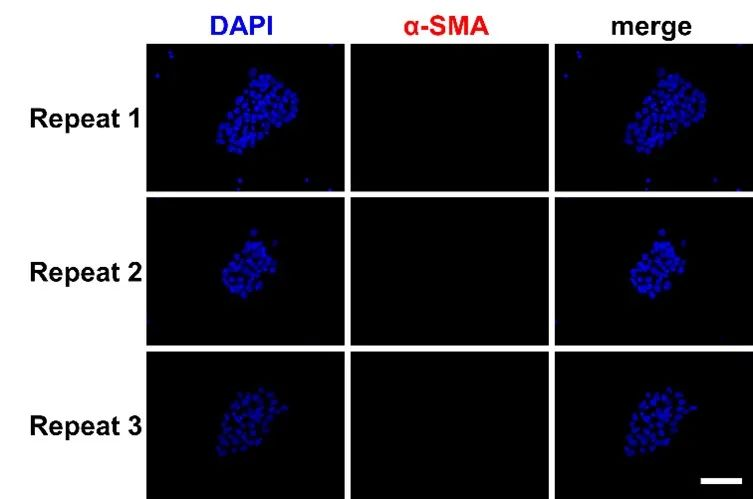 DAPI α-SMA merge
Repeat 1
Repeat 2
Repeat 3